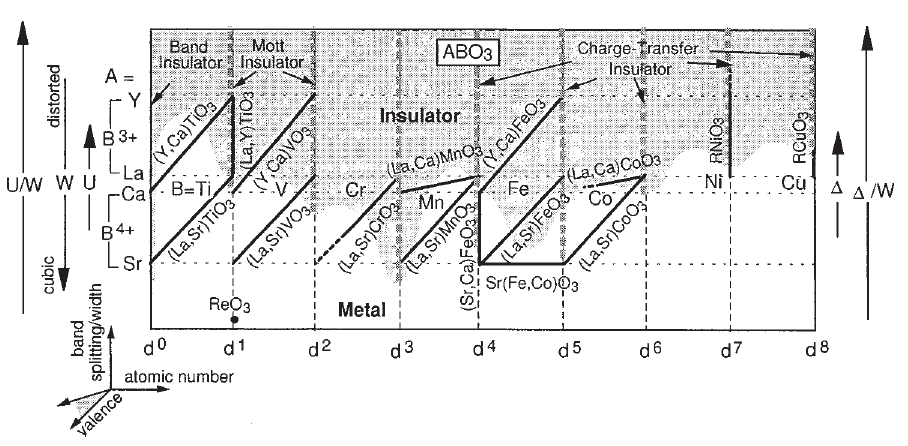 Band Insulator
Mott Insulator
ABO3
Charge-Transfer Insulator
A =
Y
B3+
La
Ca
B4+
Sr
distorted
cubic
U/W
W
U
Δ
Δ/W
Insulator
Metal
(Y,Ca)TiO3
(La,Y)TiO3
(Y,Ca)VO3
(La,Ca)MnO3
(Y,Ca)FeO3
(La,Ca)CoO3
RNiO3
RCuO3
B=Ti
V
Cr
Mn
Fe
Co
Ni
Cu
(La,Sr)TiO3
(La,Sr)VO3
(La,Sr)CrO3
(La,Sr)MnO3
(Sr,Ca)FeO3
(La,Sr)FeO3
(La,Sr)CoO3
Sr(Fe,Co)O3
ReO3
d0 d1 d2 d3 d4 d5 d6 d7 d8
band
splitting/width
atomic number
valence